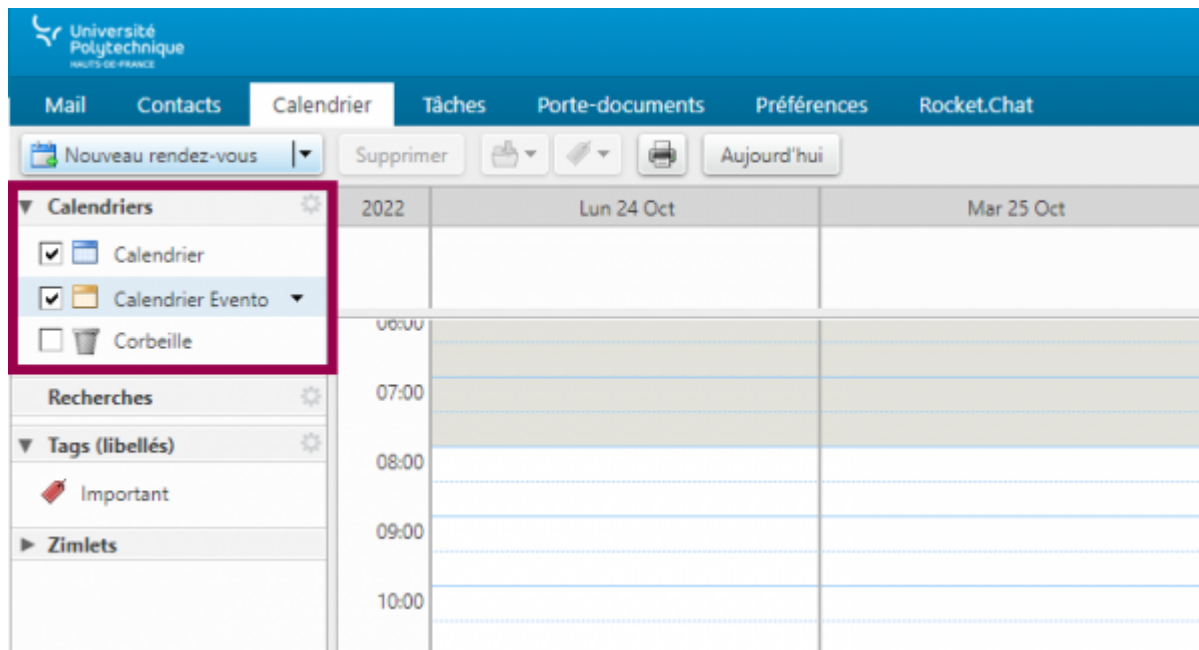 Université
Polytechnique
HAUTS-DE-FRANCE
Mail Contacts Calendrier Tâches Porte-documents Préférences Rocket.Chat
Nouveau rendez-vous Supprimer Aujourd'hui
Calendriers 2022 Lun 24 Oct Mar 25 Oct
Calendrier
Calendrier Evento
Corbeille
06:00
Recherches 07:00
Tags (libellés)
08:00
Important
09:00
Zimlets
10:00